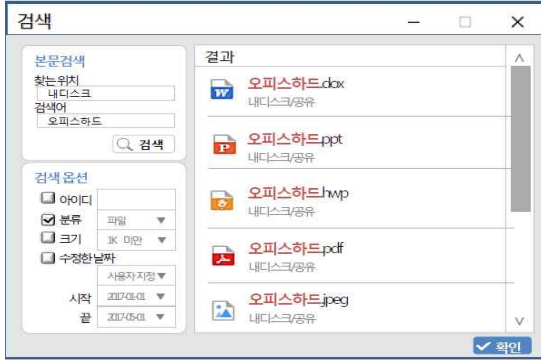 검색
본문검색
찾는위치
내디스크
검색어
오피스하드
검색
검색 옵션
아이디
분류 파일
크기 1K 미만
수정한날짜
사용자지정
시작 2017-01-01
끝 2017-05-01
결과
오피스하드.dox
내디스크/공유
오피스하드.ppt
내디스크/공유
오피스하드.hwp
내디스크/공유
오피스하드.pdf
내디스크/공유
오피스하드.jpeg
내디스크/공유
확인